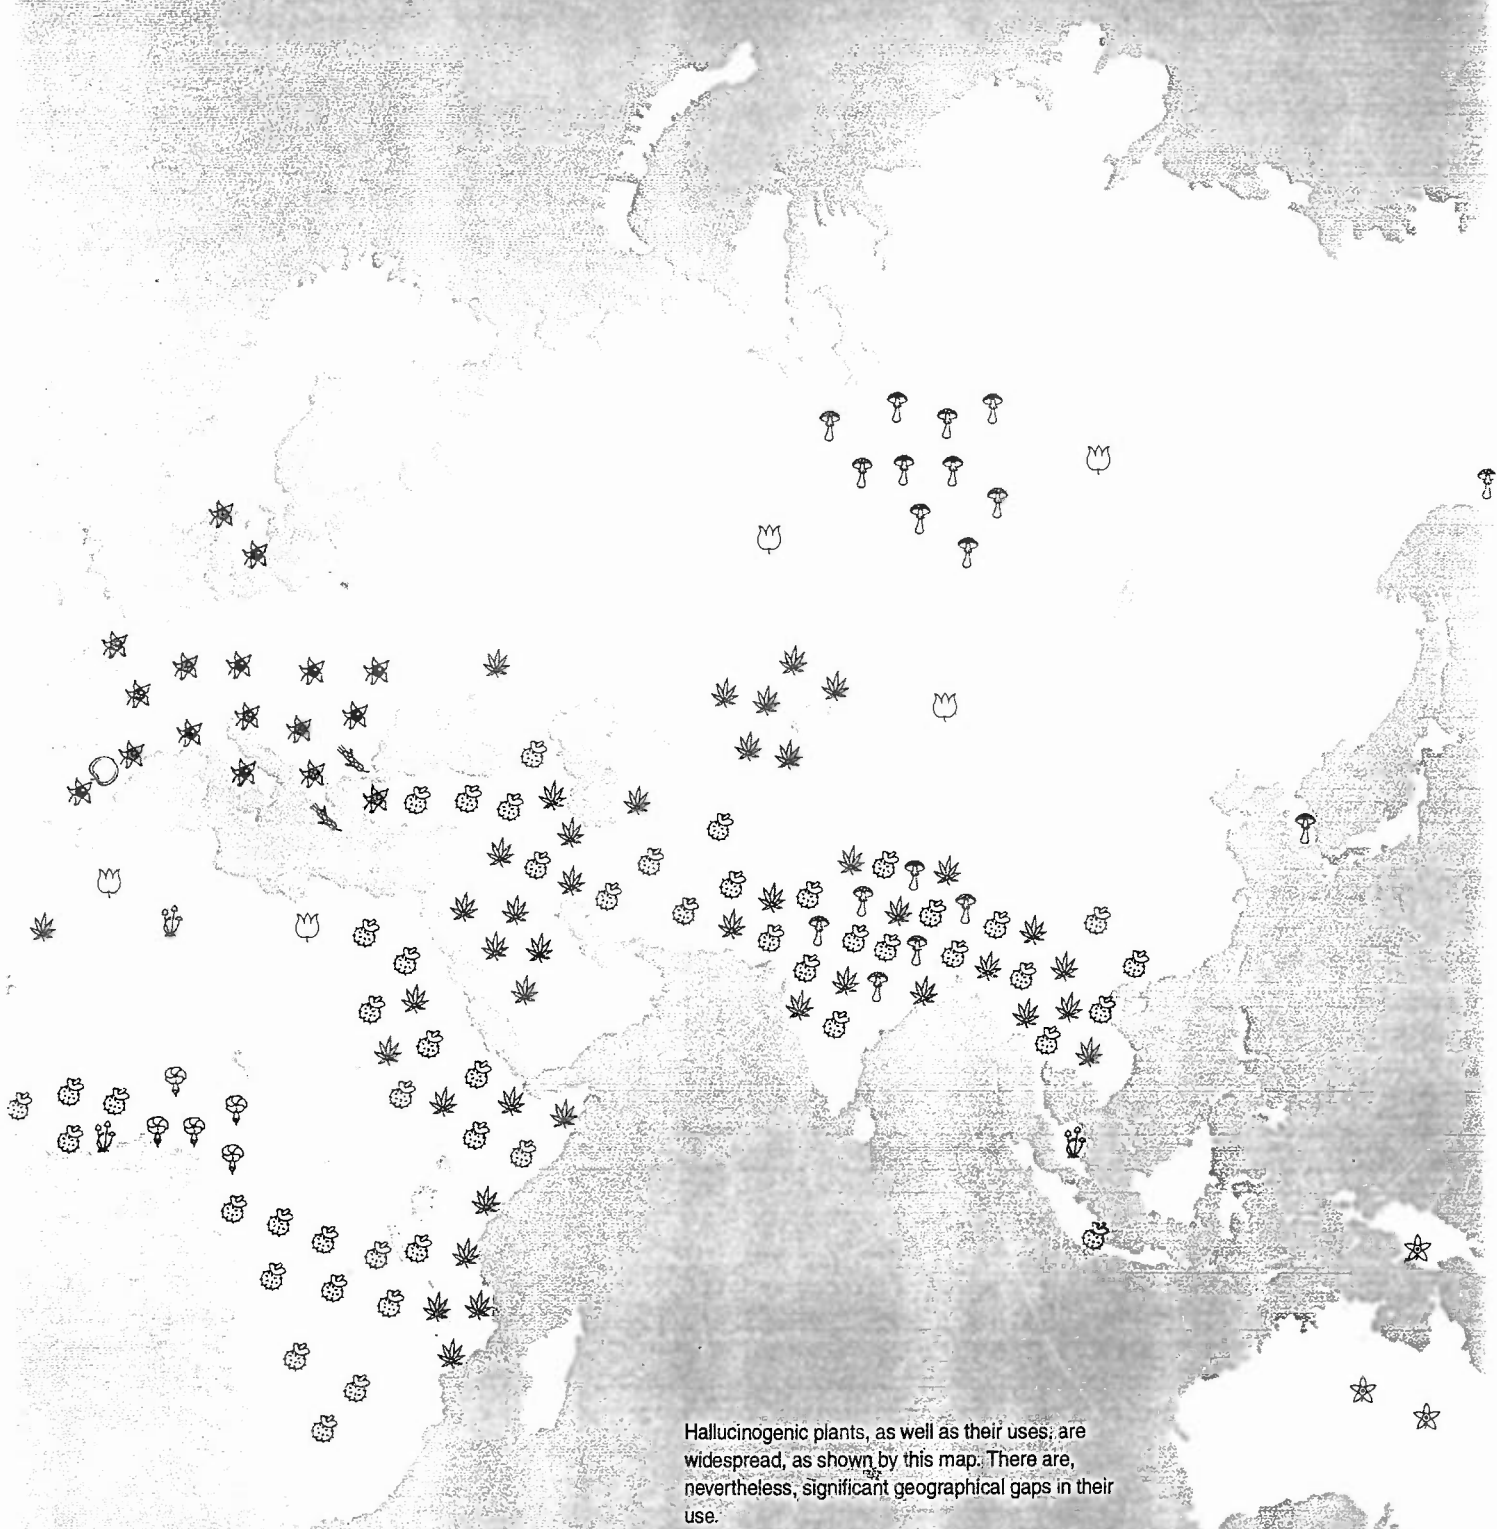 Hallucinogenic plants, as well as their uses, are
widespread, as shown by this map. There are,
nevertheless, significant geographical gaps in their
use.